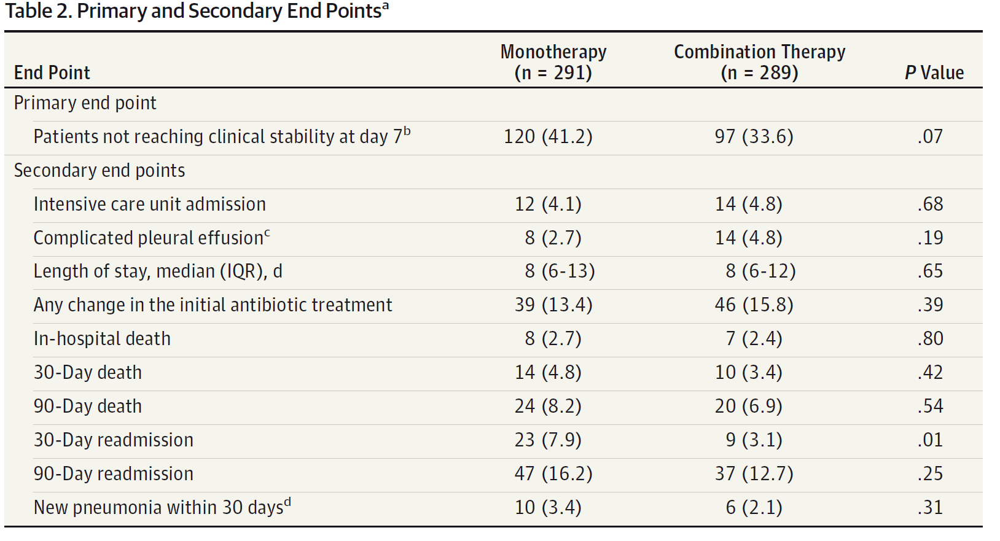 Table 2. Primary and Secondary End Pointsa
End Point Monotherapy (n = 291) Combination Therapy (n = 289) P Value
Primary end point
Patients not reaching clinical stability at day 7b 120 (41.2) 97 (33.6) .07
Secondary end points
Intensive care unit admission 12 (4.1) 14 (4.8) .68
Complicated pleural effusionc 8 (2.7) 14 (4.8) .19
Length of stay, median (IQR), d 8 (6-13) 8 (6-12) .65
Any change in the initial antibiotic treatment 39 (13.4) 46 (15.8) .39
In-hospital death 8 (2.7) 7 (2.4) .80
30-Day death 14 (4.8) 10 (3.4) .42
90-Day death 24 (8.2) 20 (6.9) .54
30-Day readmission 23 (7.9) 9 (3.1) .01
90-Day readmission 47 (16.2) 37 (12.7) .25
New pneumonia within 30 daysd 10 (3.4) 6 (2.1) .31